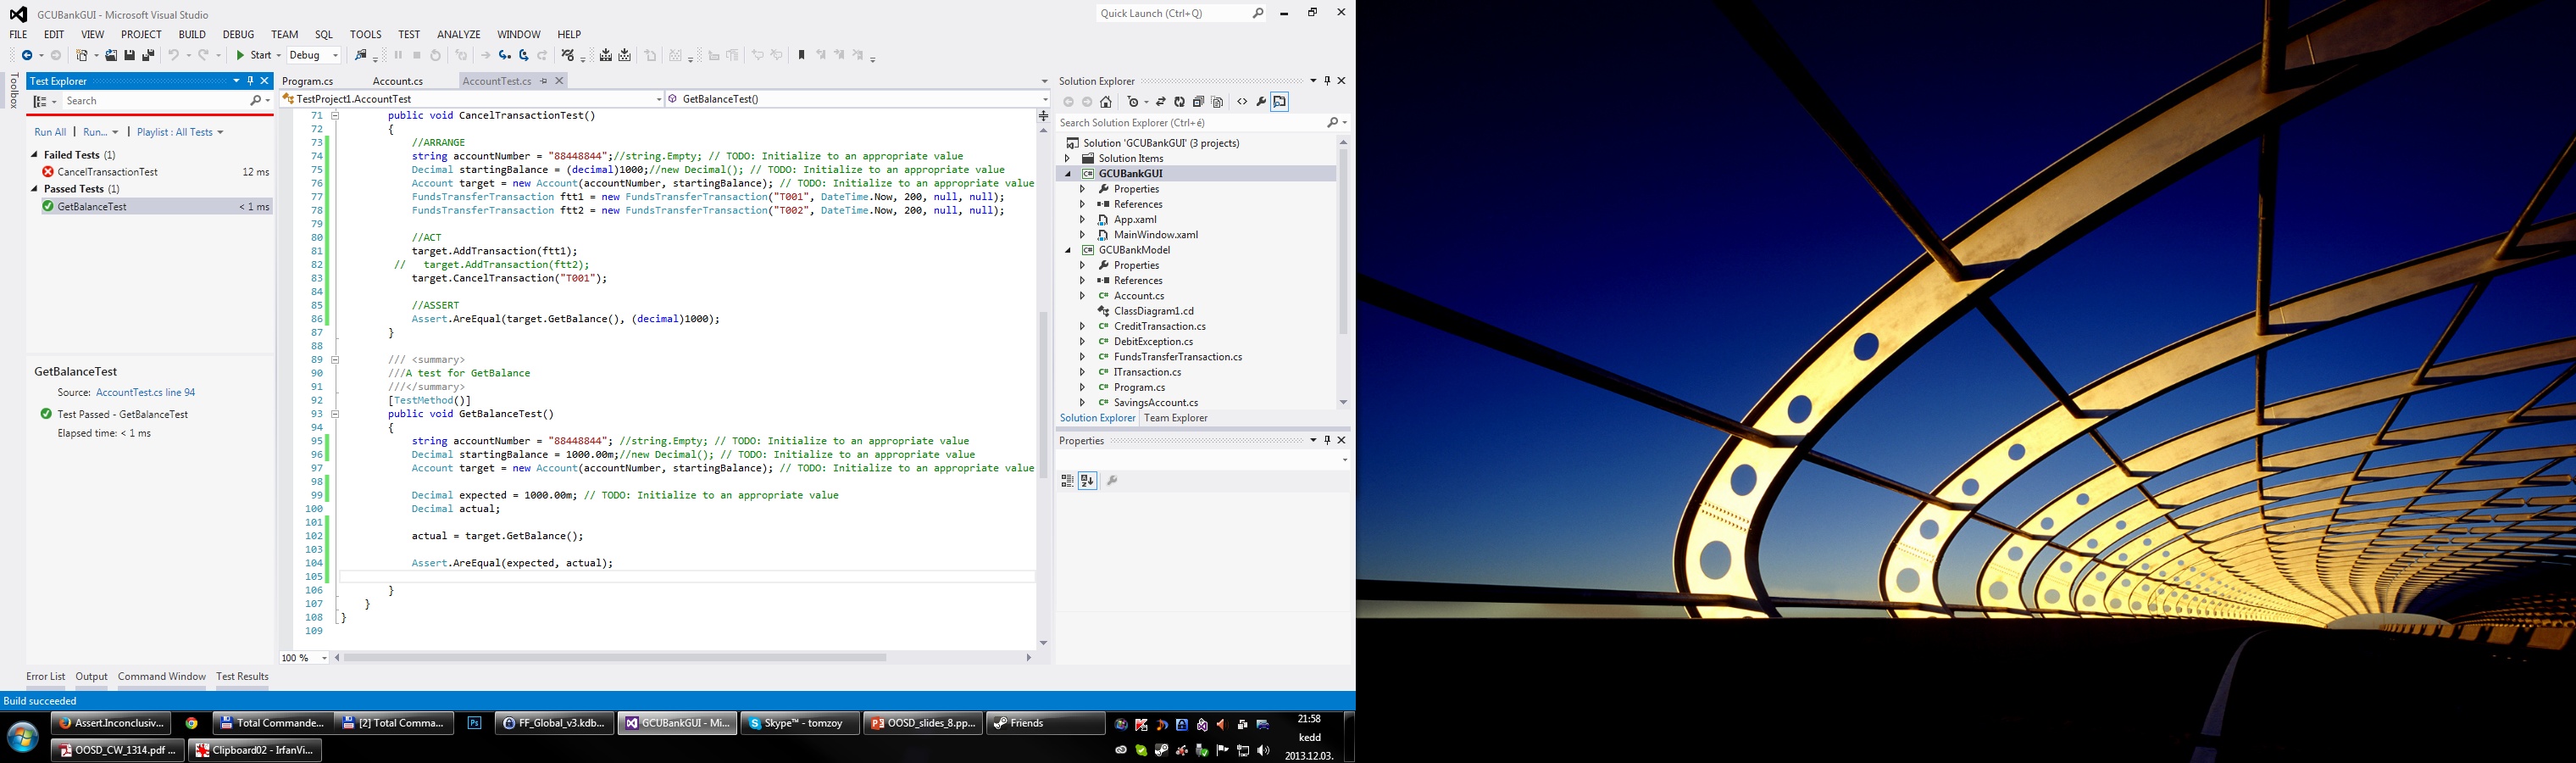 GCUBankGUI - Microsoft Visual Studio
Quick Launch (Ctrl+Q)
FILE EDIT VIEW PROJECT BUILD DEBUG TEAM SQL TOOLS TEST ANALYZE WINDOW HELP
Start Debug
Toolbox
Test Explorer
Search
Run All | Run... | Playlist : All Tests
Failed Tests (1)
CancelTransactionTest 12 ms
Passed Tests (1)
GetBalanceTest < 1 ms
GetBalanceTest
Source: AccountTest.cs line 94
Test Passed - GetBalanceTest
Elapsed time: < 1 ms
Program.cs Account.cs AccountTest.cs
TestProject1.AccountTest GetBalanceTest()
71 public void CancelTransactionTest()
72 {
73 //ARRANGE
74 string accountNumber = "88448844";//string.Empty; // TODO: Initialize to an appropriate value
75 Decimal startingBalance = (decimal)1000;//new Decimal(); // TODO: Initialize to an appropriate value
76 Account target = new Account(accountNumber, startingBalance); // TODO: Initialize to an appropriate value
77 FundsTransferTransaction ftt1 = new FundsTransferTransaction("T001", DateTime.Now, 200, null, null);
78 FundsTransferTransaction ftt2 = new FundsTransferTransaction("T002", DateTime.Now, 200, null, null);
79
80 //ACT
81 target.AddTransaction(ftt1);
82 // target.AddTransaction(ftt2);
83 target.CancelTransaction("T001");
84
85 //ASSERT
86 Assert.AreEqual(target.GetBalance(), (decimal)1000);
87 }
88
89 /// <summary>
90 ///A test for GetBalance
91 ///</summary>
92 [TestMethod()]
93 public void GetBalanceTest()
94 {
95 string accountNumber = "88448844"; //string.Empty; // TODO: Initialize to an appropriate value
96 Decimal startingBalance = 1000.00m;//new Decimal(); // TODO: Initialize to an appropriate value
97 Account target = new Account(accountNumber, startingBalance); // TODO: Initialize to an appropriate value
98
99 Decimal expected = 1000.00m; // TODO: Initialize to an appropriate value
100 Decimal actual;
101
102 actual = target.GetBalance();
103
104 Assert.AreEqual(expected, actual);
105
106 }
107 }
108 }
109
100 %
Solution Explorer
Search Solution Explorer (Ctrl+é)
Solution 'GCUBankGUI' (3 projects)
Solution Items
GCUBankGUI
Properties
References
App.xaml
MainWindow.xaml
GCUBankModel
Properties
References
Account.cs
ClassDiagram1.cd
CreditTransaction.cs
DebitException.cs
FundsTransferTransaction.cs
ITransaction.cs
Program.cs
SavingsAccount.cs
Solution Explorer Team Explorer
Properties
Error List Output Command Window Test Results
Build succeeded
Assert.Inconclusiv... Total Commande... [2] Total Comma... Ps FF_Global_v3.kdb... GCUBankGUI - Mi... Skype™ - tomzoy OOSD_slides_8.pp... Friends
OOSD_CW_1314.pdf ... Clipboard02 - IrfanVi...
21:58
kedd
2013.12.03.